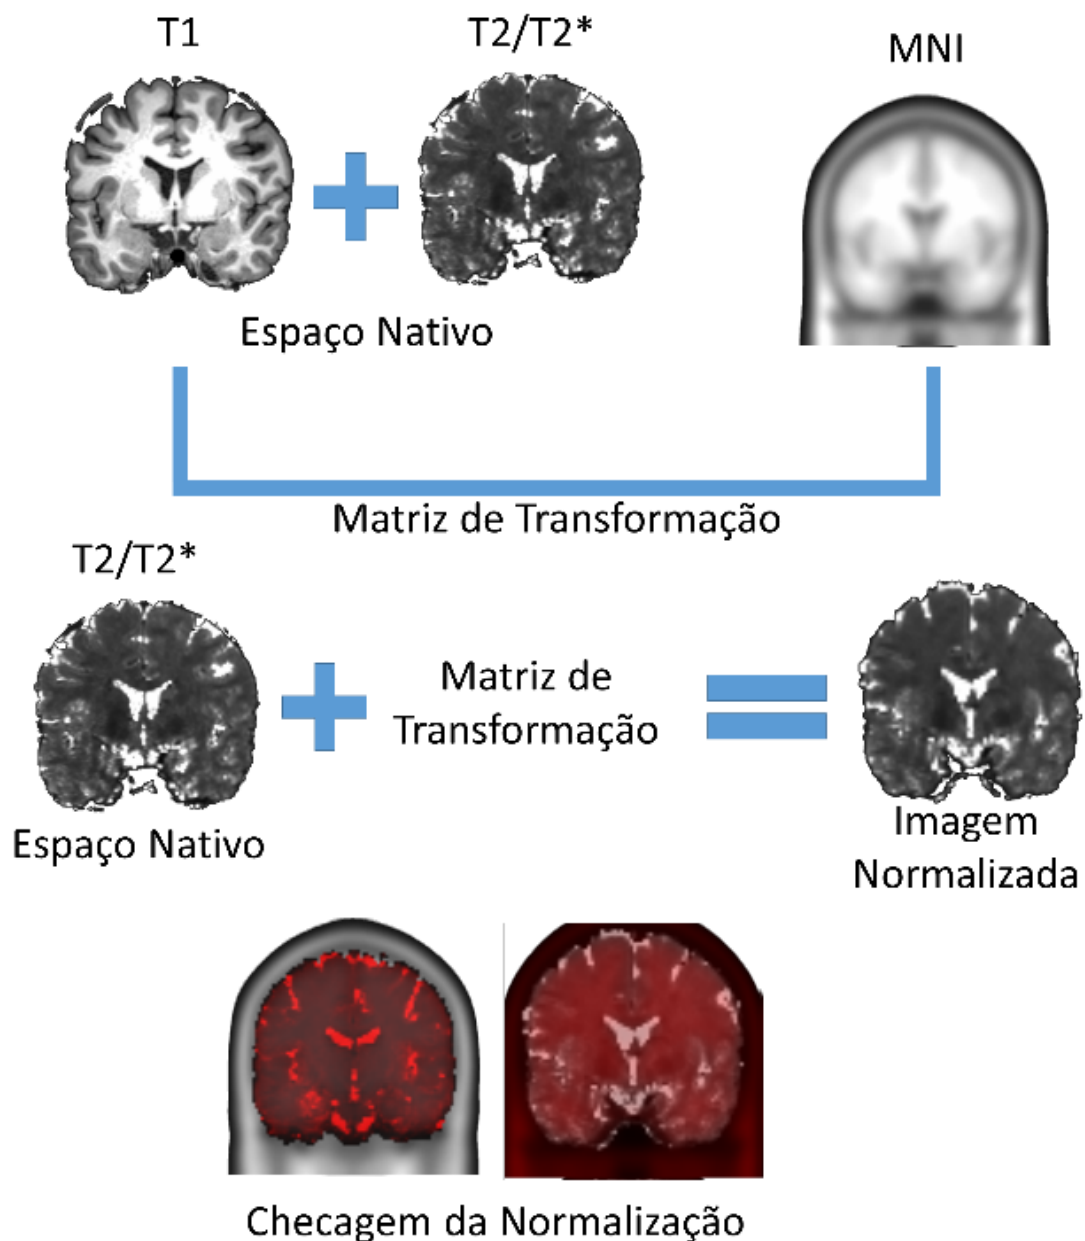 T1
T2/T2*
MNI
Espaço Nativo
Matriz de Transformação
T2/T2*
Matriz de
Transformação
Espaço Nativo
Imagem
Normalizada
Checagem da Normalização